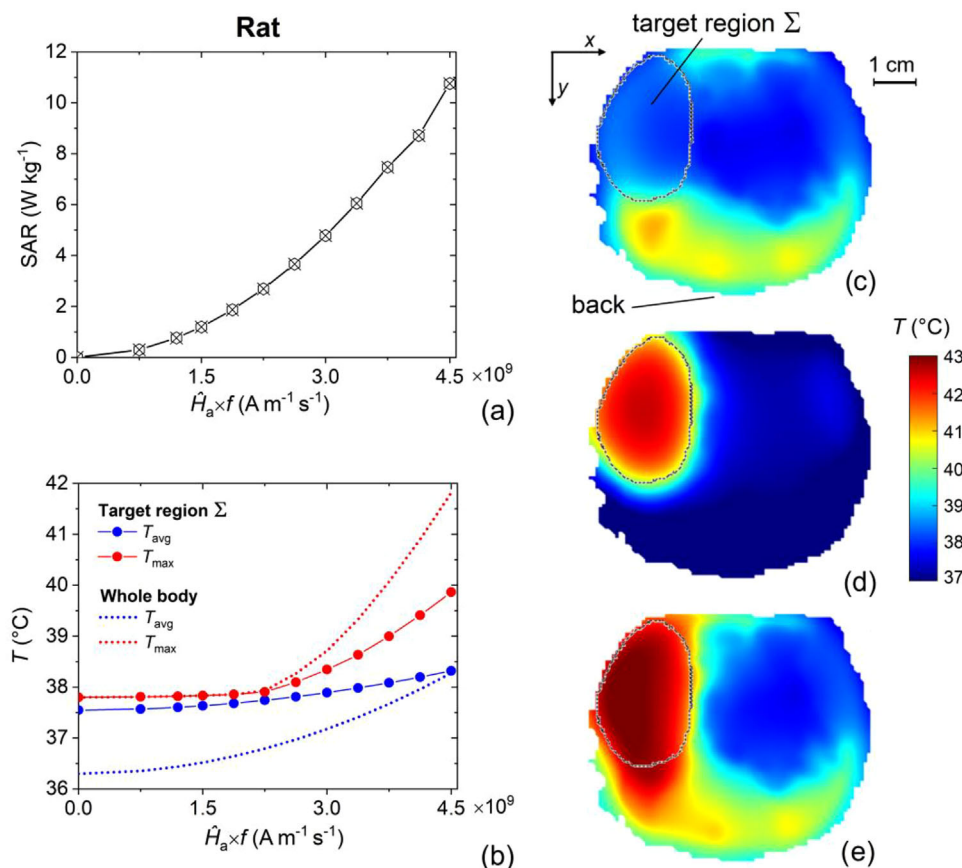 Rat
12
10
8
6
4
2
0
SAR (W kg⁻¹)
0.0 1.5 3.0 4.5 ×10⁹
Ĥₐ×f (A m⁻¹ s⁻¹)
(a)
42
41
40
39
38
37
36
T (°C)
Target region Σ
Tavg
Tmax
Whole body
Tavg
Tmax
0.0 1.5 3.0 4.5 ×10⁹
Ĥₐ×f (A m⁻¹ s⁻¹)
(b)
target region Σ
x
y
1 cm
(c)
back
T (°C)
43
42
41
40
39
38
37
(d)
(e)